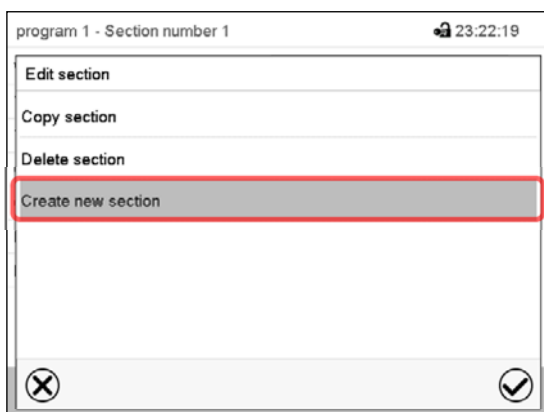 program 1 - Section number 1 23:22:19
Edit section
Copy section
Delete section
Create new section